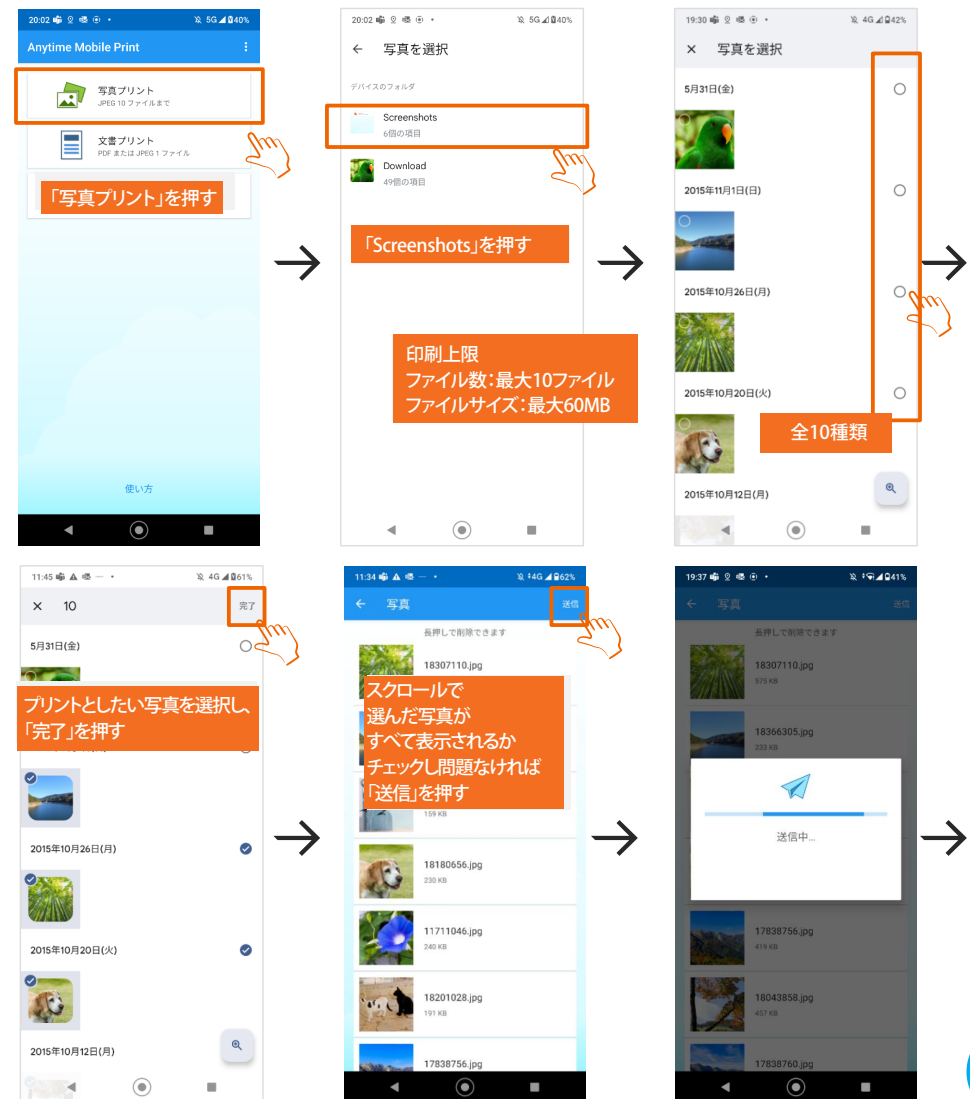 20:02
5G 40%
Anytime Mobile Print
写真プリント
JPEG 10 ファイルまで
文書プリント
PDF または JPEG 1 ファイル
「写真プリント」を押す
使い方
20:02
5G 40%
写真を選択
デバイスのフォルダ
Screenshots
6個の項目
Download
49個の項目
「Screenshots」を押す
印刷上限
ファイル数：最大10ファイル
ファイルサイズ：最大60MB
19:30
4G 42%
写真を選択
5月31日(金)
2015年11月1日(日)
2015年10月26日(月)
2015年10月20日(火)
全10種類
2015年10月12日(月)
11:45
4G 61%
10
完了
5月31日(金)
プリントとしたい写真を選択し、
「完了」を押す
2015年10月26日(月)
2015年10月20日(火)
2015年10月12日(月)
11:34
4G 62%
写真
送信
長押しで削除できます
18307110.jpg
スクロールで
選んだ写真が
すべて表示されるか
チェックし問題なければ
「送信」を押す
159 KB
18180656.jpg
230 KB
11711046.jpg
240 KB
18201028.jpg
191 KB
17838756.jpg
19:37
41%
写真
送信
長押しで削除できます
18307110.jpg
575 KB
18366305.jpg
233 KB
送信中...
17838756.jpg
419 KB
18043858.jpg
457 KB
17838760.jpg